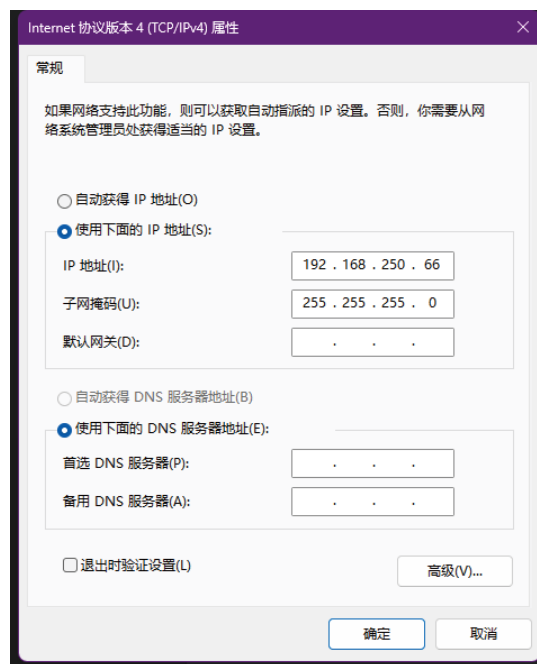 Internet 协议版本 4 (TCP/IPv4) 属性
常规
如果网络支持此功能，则可以获取自动指派的 IP 设置。否则，你需要从网
络系统管理员处获得适当的 IP 设置。
自动获得 IP 地址(O)
使用下面的 IP 地址(S):
IP 地址(I):
192 . 168 . 250 . 66
子网掩码(U):
255 . 255 . 255 . 0
默认网关(D):
. . .
自动获得 DNS 服务器地址(B)
使用下面的 DNS 服务器地址(E):
首选 DNS 服务器(P):
. . .
备用 DNS 服务器(A):
. . .
退出时验证设置(L)
高级(V)...
确定
取消